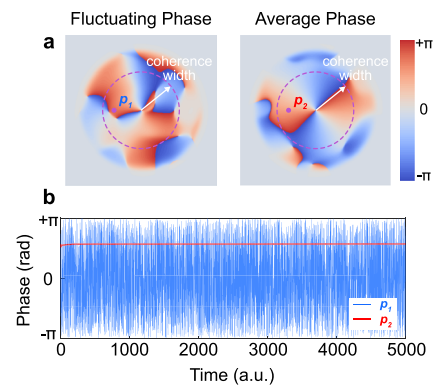 Fluctuating Phase Average Phase
a
coherence
width
p1
coherence
width
p2
+π
0
-π
b
+π
0
-π
Phase (rad)
p1
p2
0 1000 2000 3000 4000 5000
Time (a.u.)